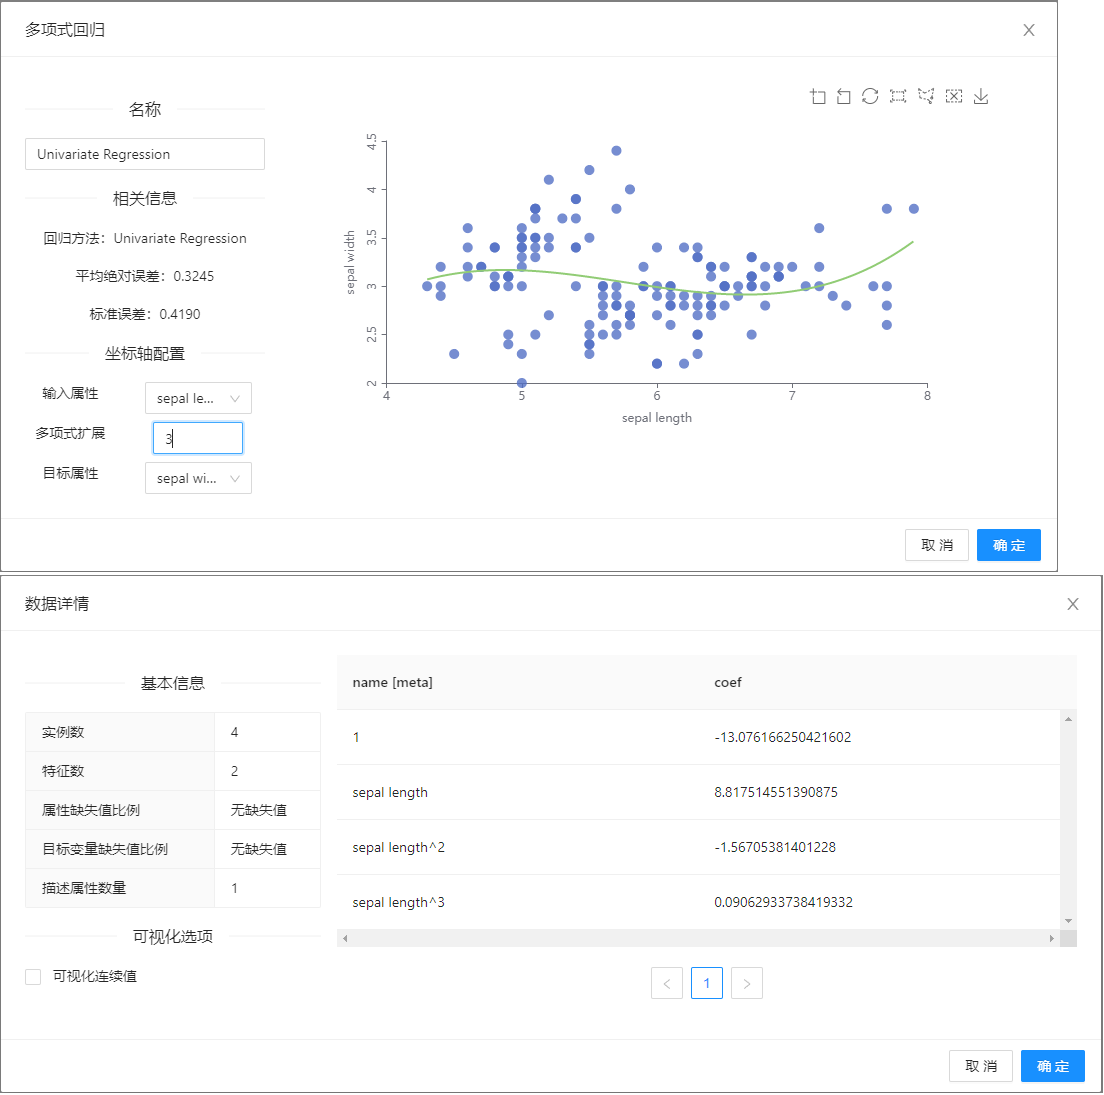 多项式回归
名称
Univariate Regression
相关信息
回归方法：Univariate Regression
平均绝对误差：0.3245
标准误差：0.4190
坐标轴配置
输入属性
sepal le...
多项式扩展
3
目标属性
sepal wi...
4.5
4
3.5
3
2.5
2
sepal width
4
5
6
7
8
sepal length
取 消
确 定
数据详情
基本信息
实例数
4
特征数
2
属性缺失值比例
无缺失值
目标变量缺失值比例
无缺失值
描述属性数量
1
可视化选项
可视化连续值
name [meta]
coef
1
-13.076166250421602
sepal length
8.817514551390875
sepal length^2
-1.56705381401228
sepal length^3
0.09062933738419332
<
1
>
取 消
确 定